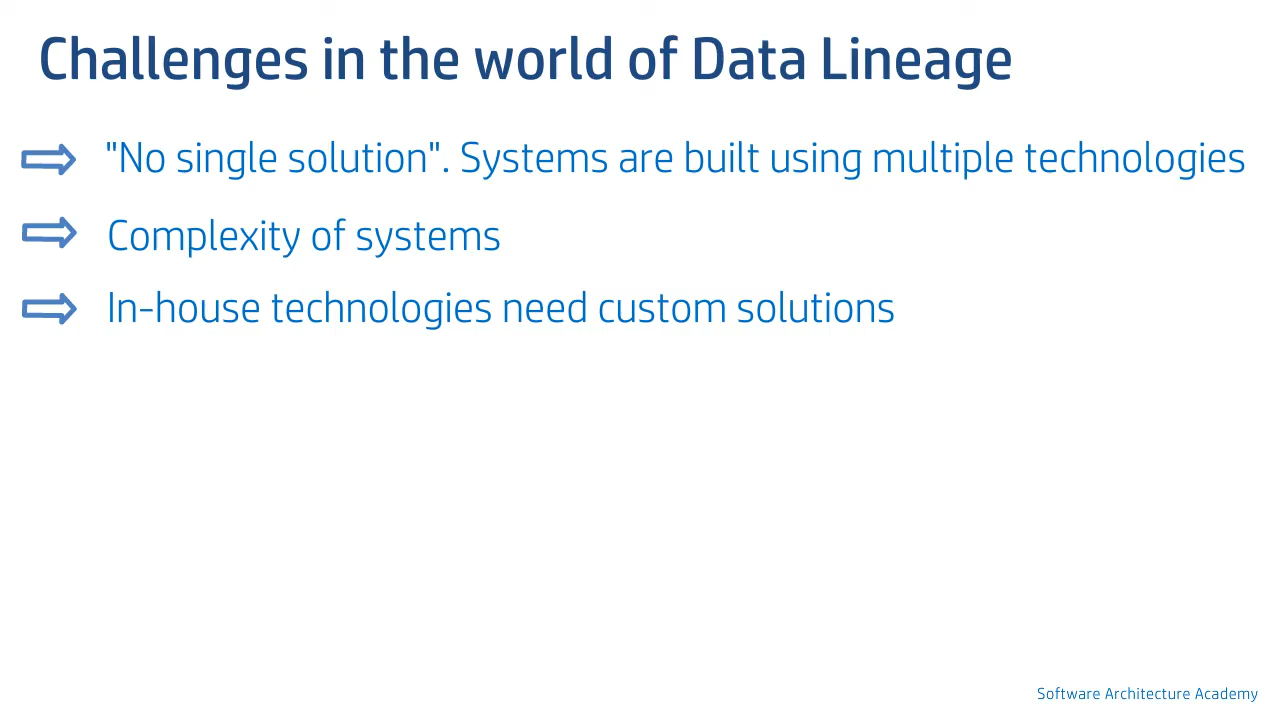 Challenges in the world of Data Lineage
"No single solution". Systems are built using multiple technologies
Complexity of systems
In-house technologies need custom solutions
Software Architecture Academy